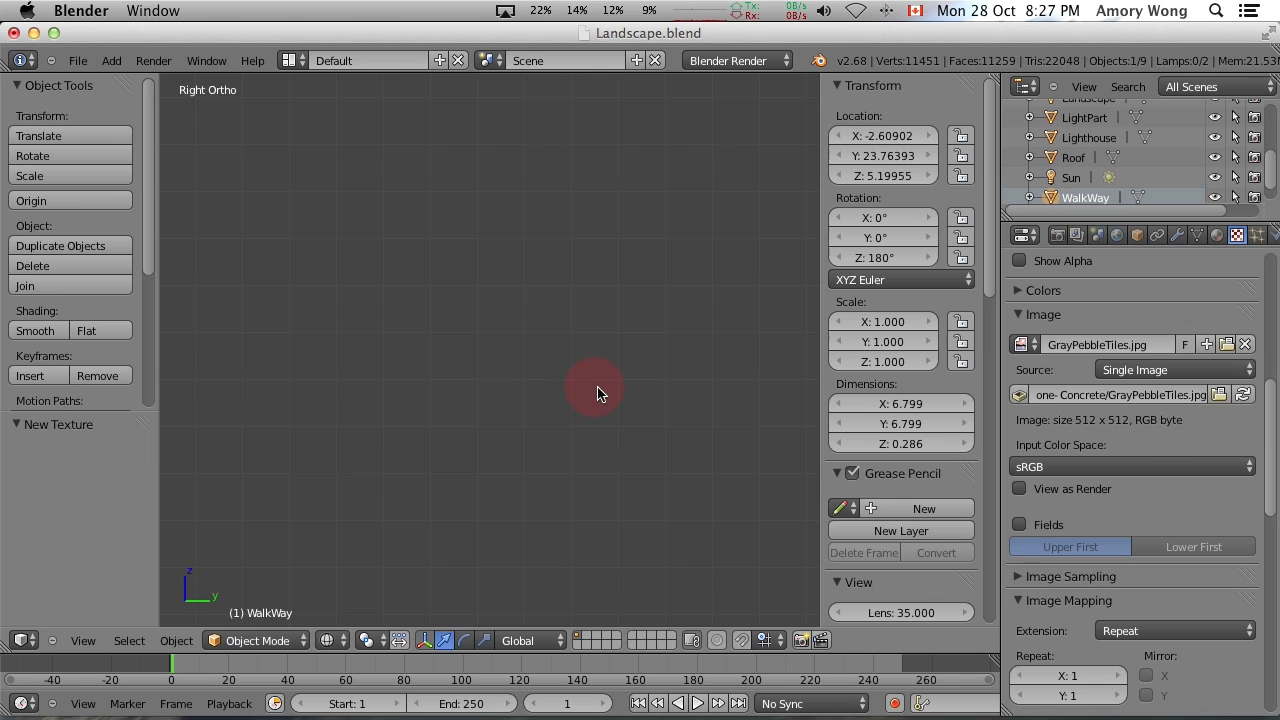 Blender Window 22% 14% 12% 9% Tx: 0B/s Rx: 0B/s Mon 28 Oct 8:27 PM Amory Wong
Landscape.blend
File Add Render Window Help Default Scene Blender Render v2.68 | Verts:11451 | Faces:11259 | Tris:22048 | Objects:1/9 | Lamps:0/2 | Mem:21.53
Object Tools
Transform:
Translate
Rotate
Scale
Origin
Object:
Duplicate Objects
Delete
Join
Shading:
Smooth Flat
Keyframes:
Insert Remove
Motion Paths:
New Texture
Right Ortho
z
y
(1) WalkWay
Transform
Location:
X: -2.60902
Y: 23.76393
Z: 5.19955
Rotation:
X: 0°
Y: 0°
Z: 180°
XYZ Euler
Scale:
X: 1.000
Y: 1.000
Z: 1.000
Dimensions:
X: 6.799
Y: 6.799
Z: 0.286
Grease Pencil
New
New Layer
Delete Frame Convert
View
Lens: 35.000
View Search All Scenes
Landscape
LightPart
Lighthouse
Roof
Sun
WalkWay
Show Alpha
Colors
Image
GrayPebbleTiles.jpg F
Source: Single Image
one- Concrete/GrayPebbleTiles.jpg
Image: size 512 x 512, RGB byte
Input Color Space:
sRGB
View as Render
Fields
Upper First Lower First
Image Sampling
Image Mapping
Extension: Repeat
Repeat: Mirror:
X: 1 X
Y: 1 Y
View Select Object Object Mode Global
-40 -20 0 20 40 60 80 100 120 140 160 180 200 220 240 260
View Marker Frame Playback Start: 1 End: 250 1 No Sync